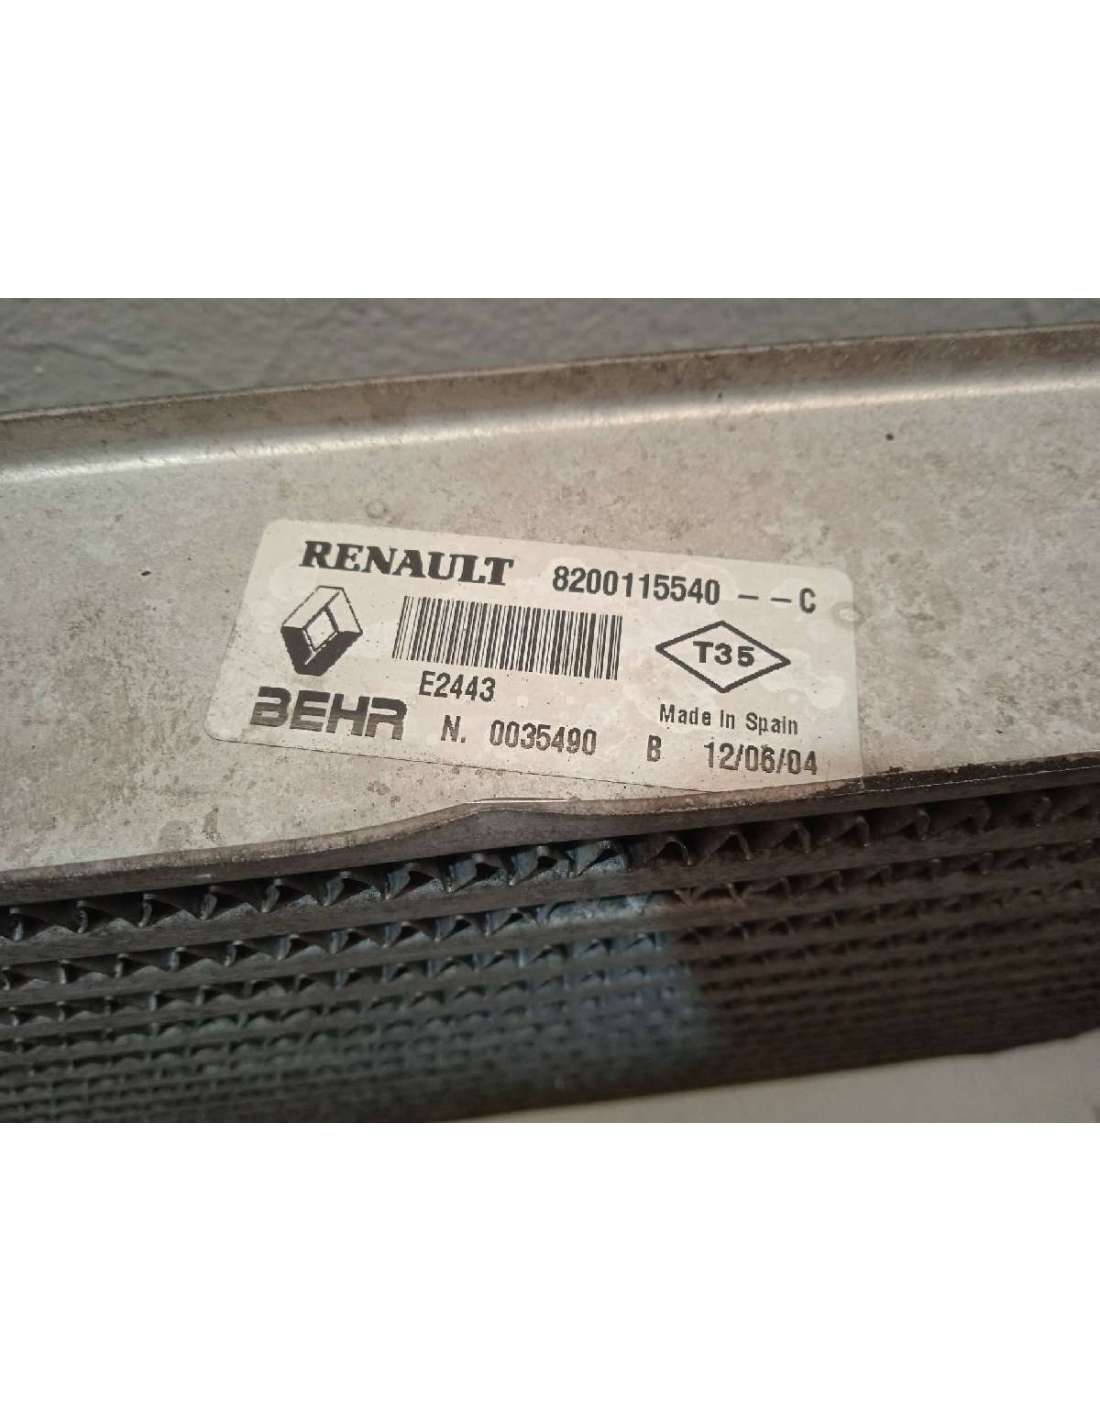 RENAULT 8200115540 - - C
T35
E2443
Made In Spain
BEHR N. 0035490 B 12/06/04